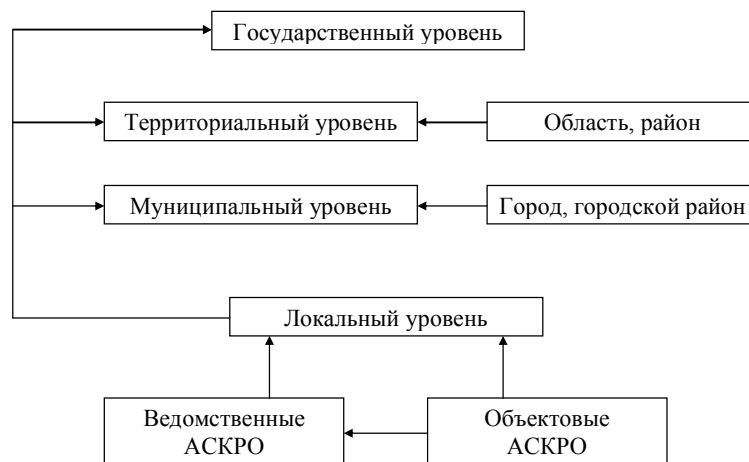 Государственный уровень
Территориальный уровень
Область, район
Муниципальный уровень
Город, городской район
Локальный уровень
Ведомственные
АСКРО
Объектовые
АСКРО